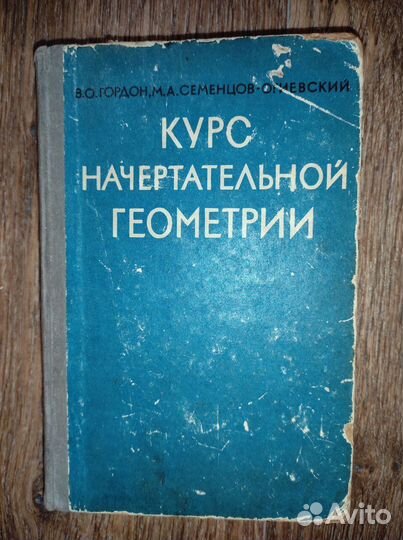 В.О.ГОРДОН, М.А.СЕМЕНЦОВ-ОГИЕВСКИЙ
КУРС
НАЧЕРТАТЕЛЬНОЙ
ГЕОМЕТРИИ
Avito